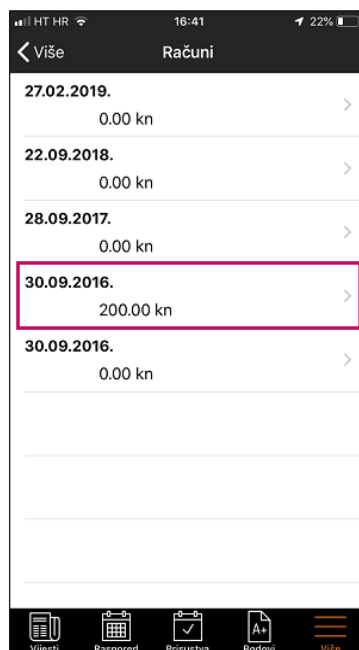 HT HR 16:41 22%
Više Računi
27.02.2019.
0.00 kn
22.09.2018.
0.00 kn
28.09.2017.
0.00 kn
30.09.2016.
200.00 kn
30.09.2016.
0.00 kn
A+
Vijesti Raspored Prisustva Bodovi Više